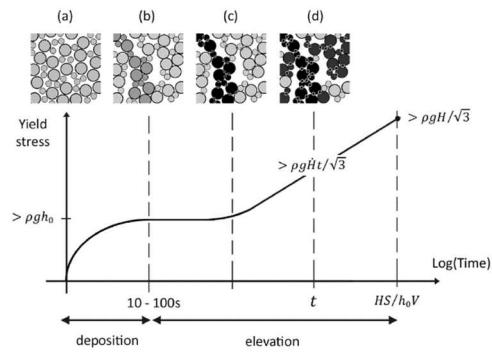 (a) (b) (c) (d)
Yield
stress
> ρgH/√3
> ρgḢt/√3
> ρgh₀
Log(Time)
10 - 100s
t
HS/h₀V
deposition
elevation